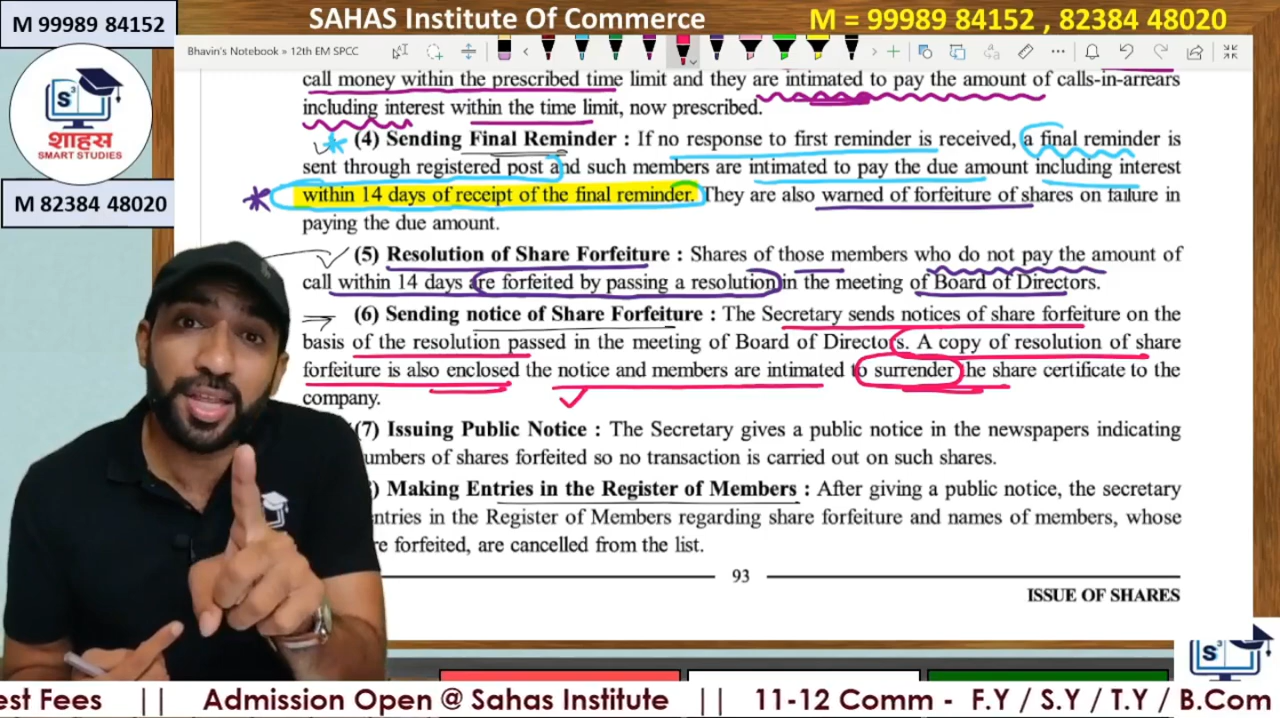 M 99989 84152
SAHAS Institute Of Commerce
M = 99989 84152 , 82384 48020
Bhavin's Notebook » 12th EM SPCC
S³
शाहस
SMART STUDIES
M 82384 48020
call money within the prescribed time limit and they are intimated to pay the amount of calls-in-arrears
including interest within the time limit, now prescribed.
(4) Sending Final Reminder : If no response to first reminder is received, a final reminder is
sent through registered post and such members are intimated to pay the due amount including interest
within 14 days of receipt of the final reminder. They are also warned of forfeiture of shares on failure in
paying the due amount.
(5) Resolution of Share Forfeiture : Shares of those members who do not pay the amount of
call within 14 days are forfeited by passing a resolution in the meeting of Board of Directors.
(6) Sending notice of Share Forfeiture : The Secretary sends notices of share forfeiture on the
basis of the resolution passed in the meeting of Board of Directors. A copy of resolution of share
forfeiture is also enclosed the notice and members are intimated to surrender the share certificate to the
company.
(7) Issuing Public Notice : The Secretary gives a public notice in the newspapers indicating
umbers of shares forfeited so no transaction is carried out on such shares.
) Making Entries in the Register of Members : After giving a public notice, the secretary
ntries in the Register of Members regarding share forfeiture and names of members, whose
re forfeited, are cancelled from the list.
93
ISSUE OF SHARES
S³
est Fees || Admission Open @ Sahas Institute || 11-12 Comm - F.Y / S.Y / T.Y / B.Com